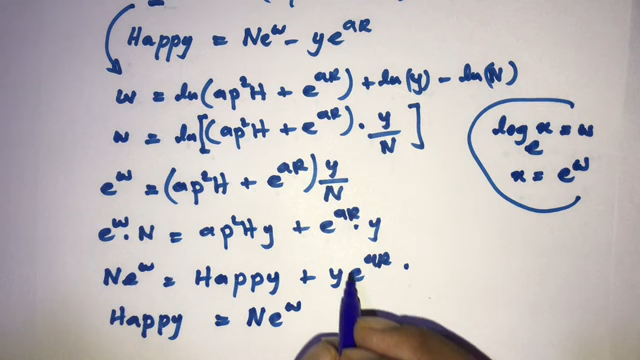 Happy = Ne^w - ye^aR
w = ln(ap²H + e^aR) + ln(y) - ln(N)
w = ln[(ap²H + e^aR) · y/N]
e^w = (ap²H + e^aR) y/N
e^w · N = ap²Hy + e^aR · y
Ne^w = Happy + ye^aR .
Happy = Ne^w
log_e x = w
x = e^w